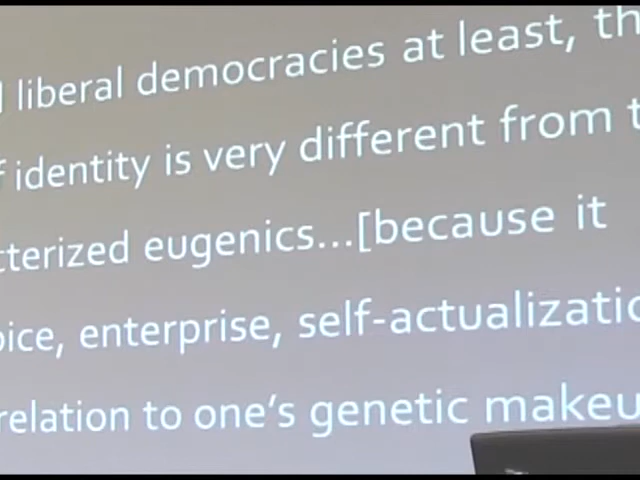 liberal democracies at least, th
identity is very different from t
cterized eugenics...[because it
oice, enterprise, self-actualizatio
relation to one's genetic makeu